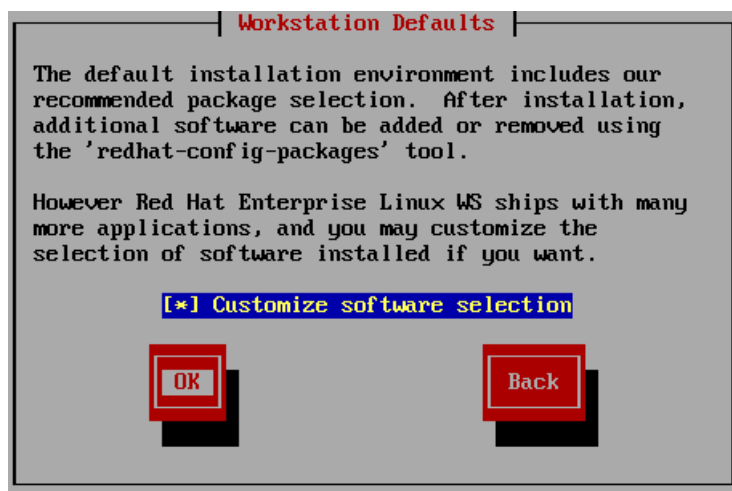 Workstation Defaults
The default installation environment includes our
recommended package selection.  After installation,
additional software can be added or removed using
the 'redhat-config-packages' tool.
However Red Hat Enterprise Linux WS ships with many
more applications, and you may customize the
selection of software installed if you want.
[*] Customize software selection
OK
Back